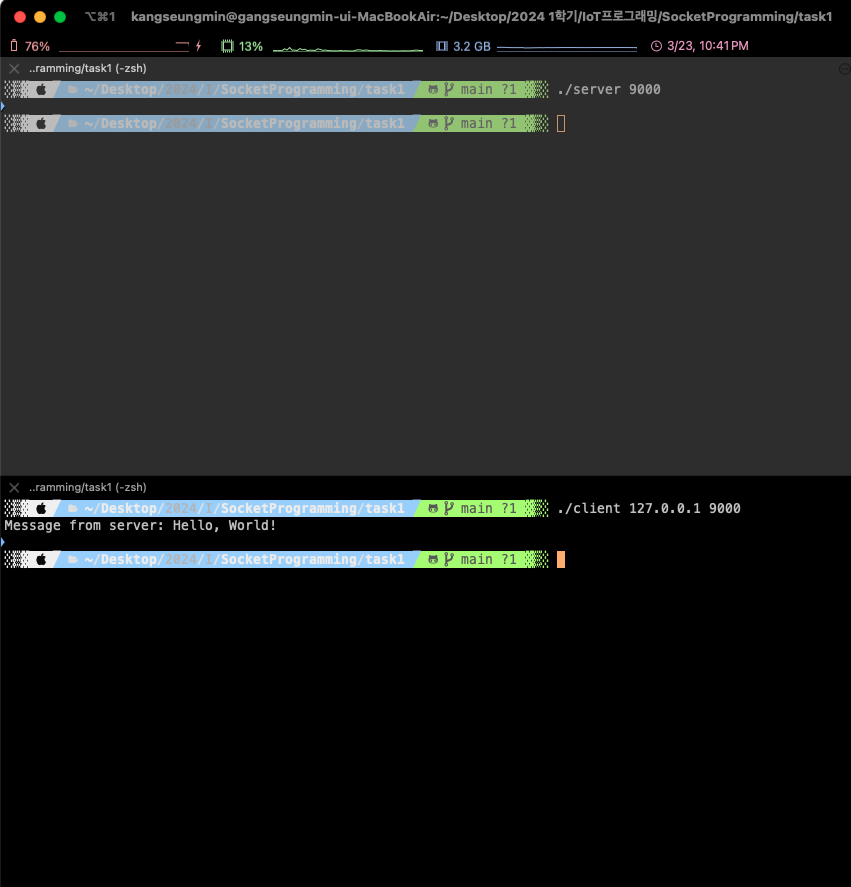 ⌥⌘1 kangseungmin@gangseungmin-ui-MacBookAir:~/Desktop/2024 1학기/IoT프로그래밍/SocketProgramming/task1
76% 13% 3.2 GB 3/23, 10:41 PM
..ramming/task1 (-zsh)
~/Desktop/2024/1/SocketProgramming/task1 main ?1 ./server 9000
~/Desktop/2024/1/SocketProgramming/task1 main ?1
..ramming/task1 (-zsh)
~/Desktop/2024/1/SocketProgramming/task1 main ?1 ./client 127.0.0.1 9000
Message from server: Hello, World!
~/Desktop/2024/1/SocketProgramming/task1 main ?1